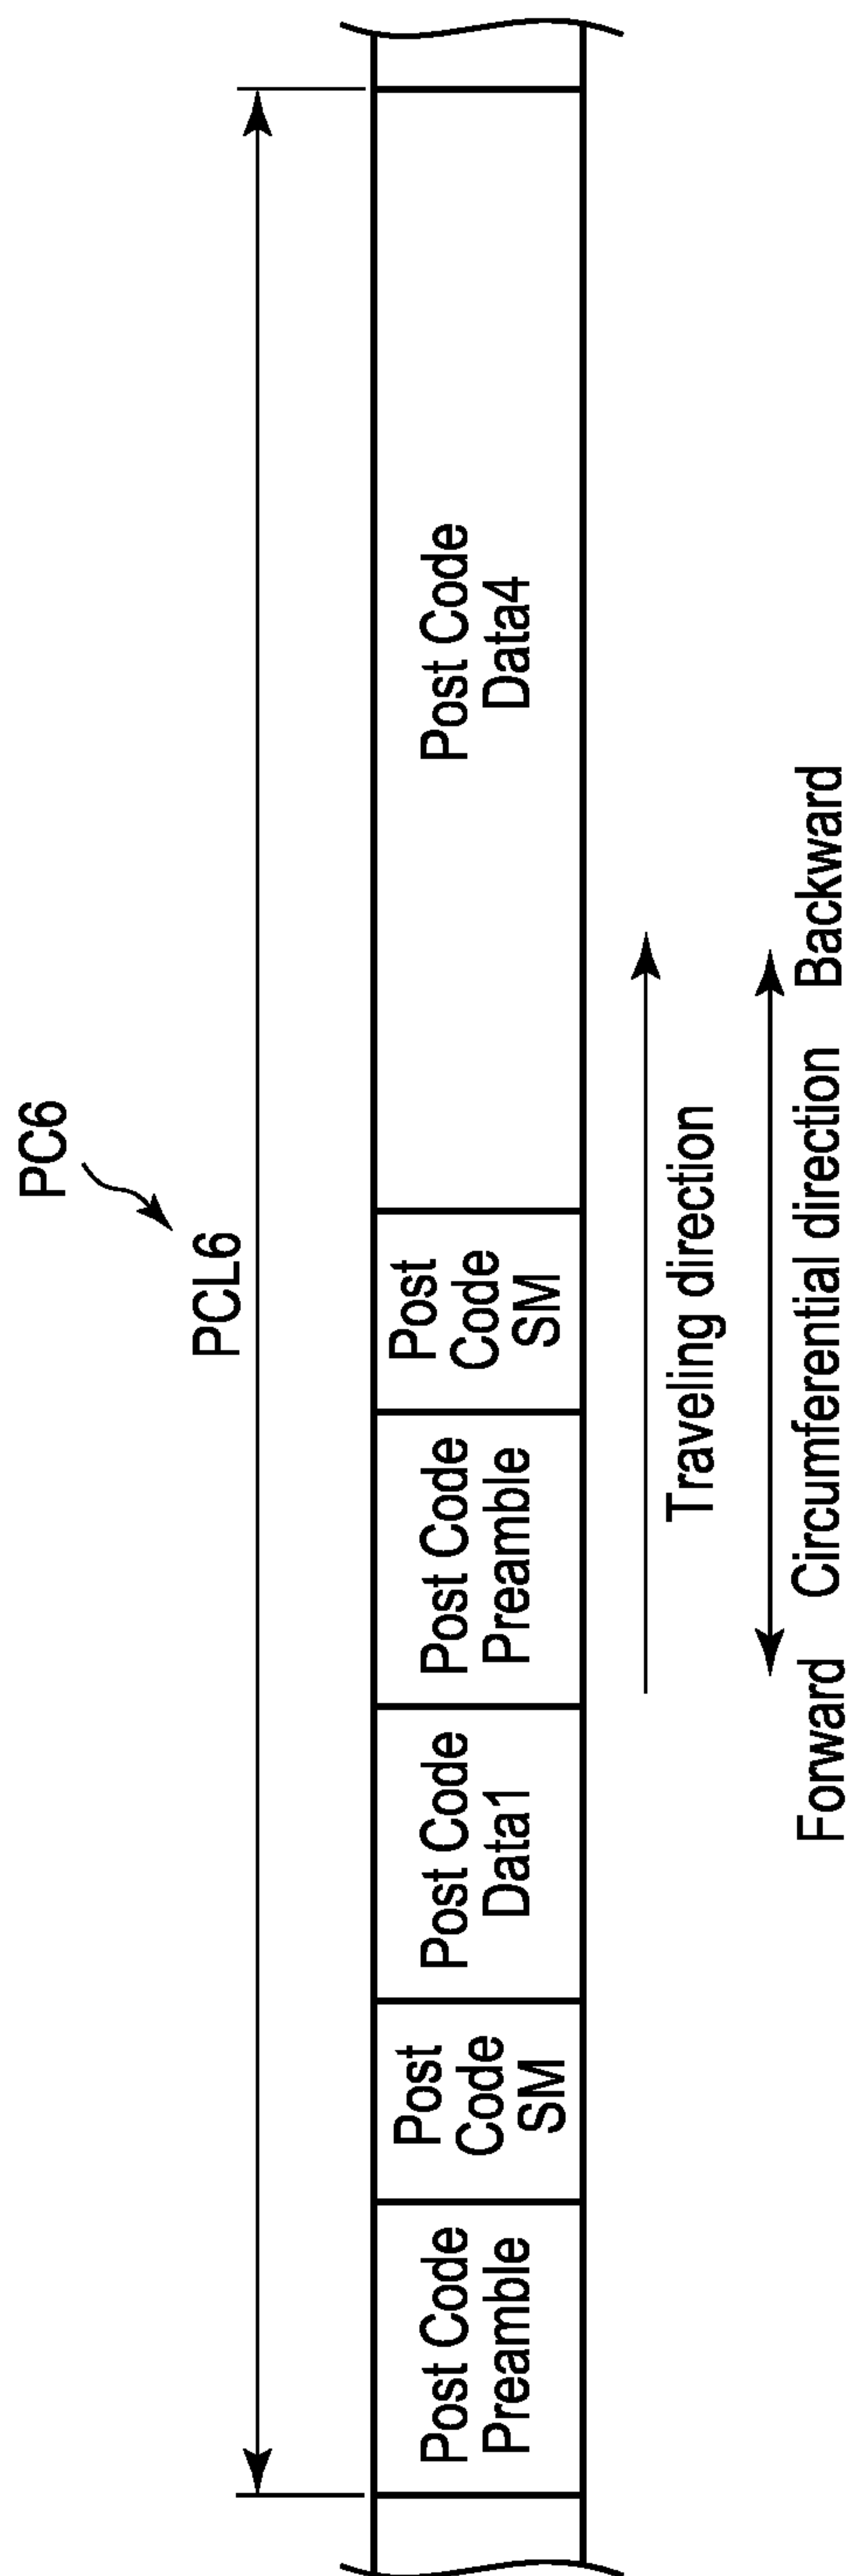 PC6
PCL6
Post Code
Preamble
Post
Code
SM
Post Code
Data1
Post Code
Preamble
Post
Code
SM
Post Code
Data4
Traveling direction
Forward Circumferential direction Backward